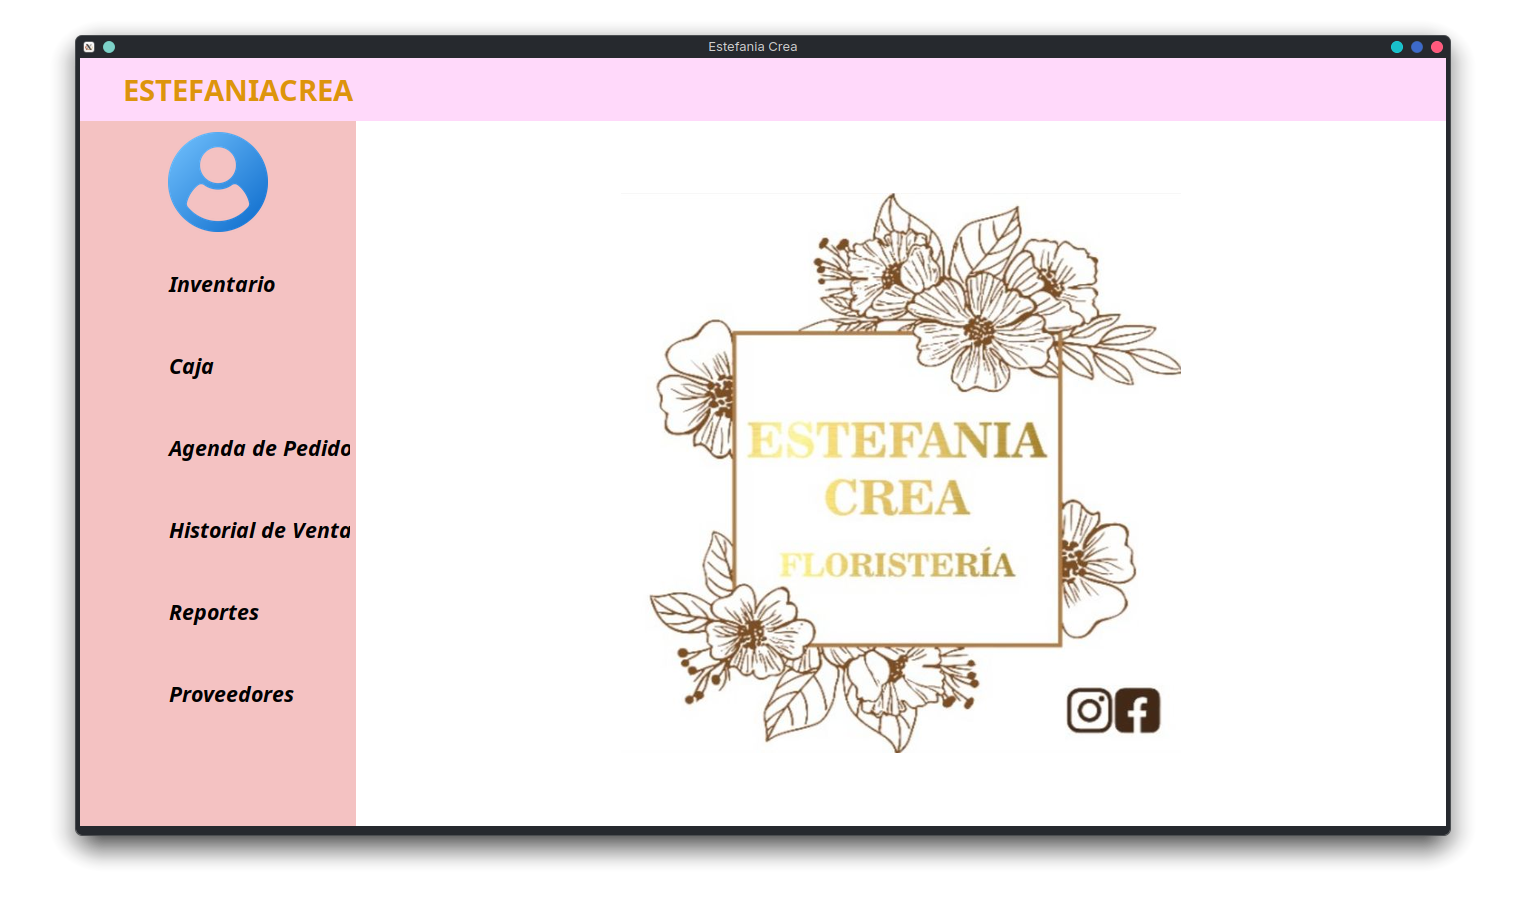 Estefania Crea
ESTEFANIACREA
Inventario
Caja
Agenda de Pedido
Historial de Venta
Reportes
Proveedores
ESTEFANIA
CREA
FLORISTERÍA